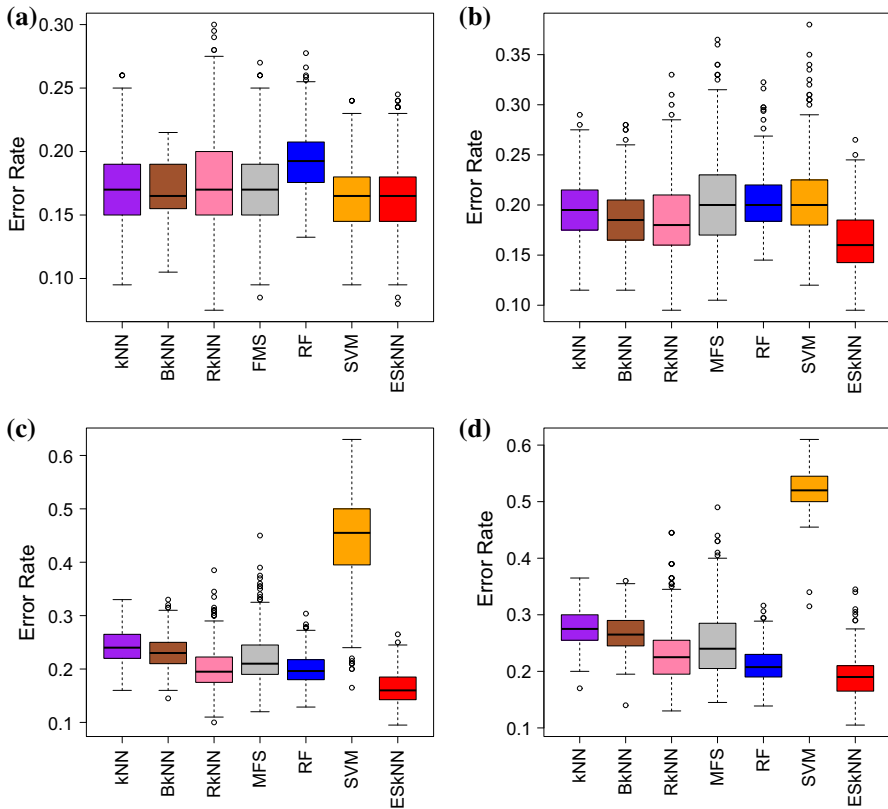 (a)
Error Rate
0.30
0.25
0.20
0.15
0.10
kNN
BkNN
RkNN
FMS
RF
SVM
ESkNN
(b)
Error Rate
0.35
0.30
0.25
0.20
0.15
0.10
kNN
BkNN
RkNN
MFS
RF
SVM
ESkNN
(c)
Error Rate
0.6
0.5
0.4
0.3
0.2
0.1
kNN
BkNN
RkNN
MFS
RF
SVM
ESkNN
(d)
Error Rate
0.6
0.5
0.4
0.3
0.2
0.1
kNN
BkNN
RkNN
MFS
RF
SVM
ESkNN